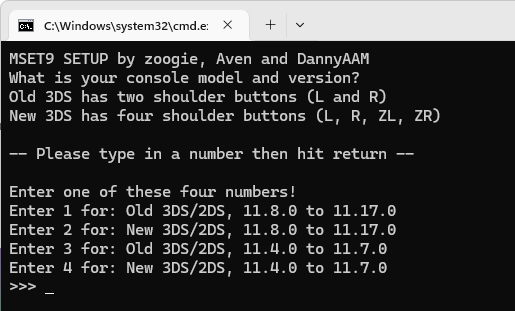 C:\Windows\system32\cmd.e
MSET9 SETUP by zoogie, Aven and DannyAAM
What is your console model and version?
Old 3DS has two shoulder buttons (L and R)
New 3DS has four shoulder buttons (L, R, ZL, ZR)
-- Please type in a number then hit return --
Enter one of these four numbers!
Enter 1 for: Old 3DS/2DS, 11.8.0 to 11.17.0
Enter 2 for: New 3DS/2DS, 11.8.0 to 11.17.0
Enter 3 for: Old 3DS/2DS, 11.4.0 to 11.7.0
Enter 4 for: New 3DS/2DS, 11.4.0 to 11.7.0
>>> _